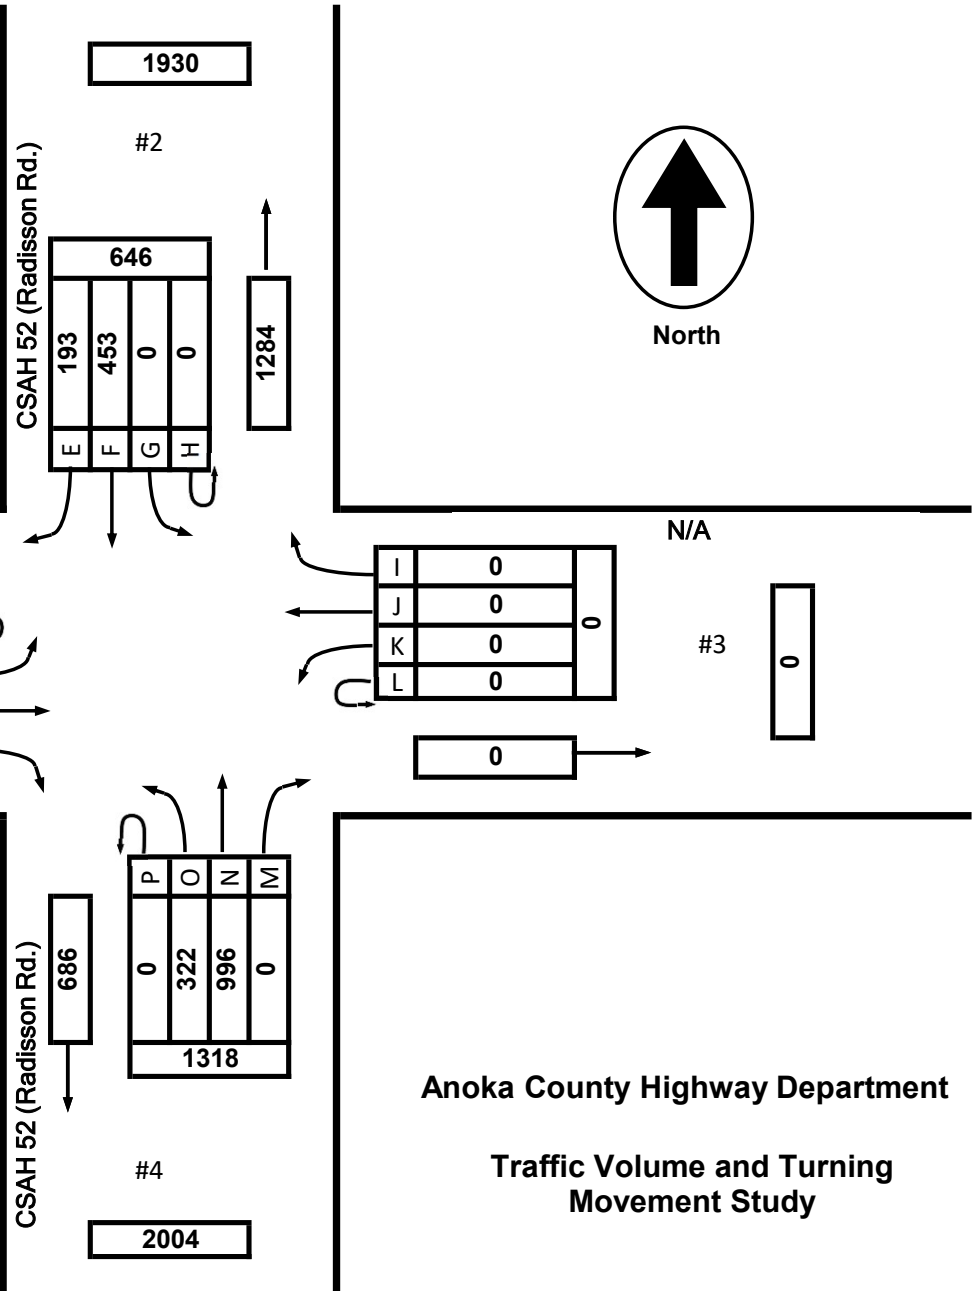 1930
#2
CSAH 52 (Radisson Rd.)
646
193
453
0
0
1284
E
F
G
H
North
N/A
I
0
J
0
K
0
L
0
0
#3
0
0
P
O
N
M
0
322
996
0
1318
686
CSAH 52 (Radisson Rd.)
#4
2004
Anoka County Highway Department
Traffic Volume and Turning
Movement Study